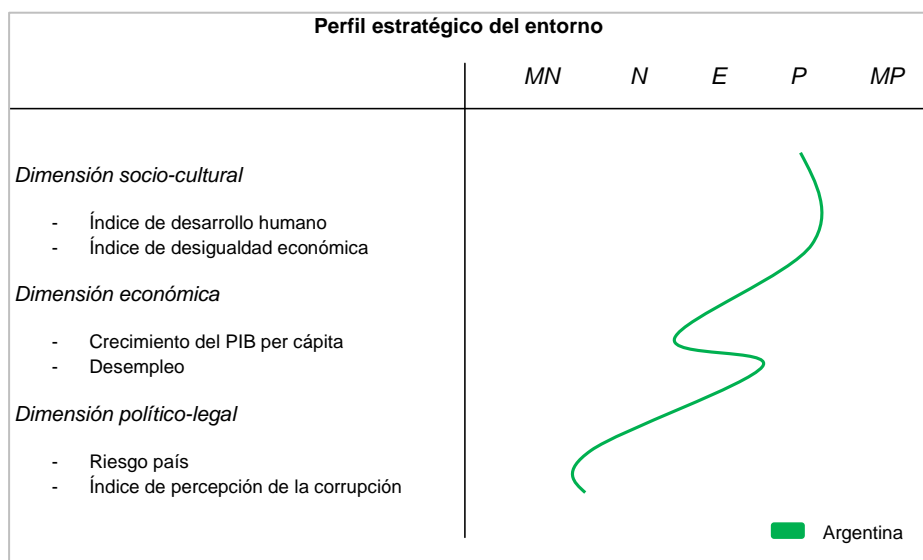 Perfil estratégico del entorno
MN N E P MP
Dimensión socio-cultural
- Índice de desarrollo humano
- Índice de desigualdad económica
Dimensión económica
- Crecimiento del PIB per cápita
- Desempleo
Dimensión político-legal
- Riesgo país
- Índice de percepción de la corrupción
Argentina